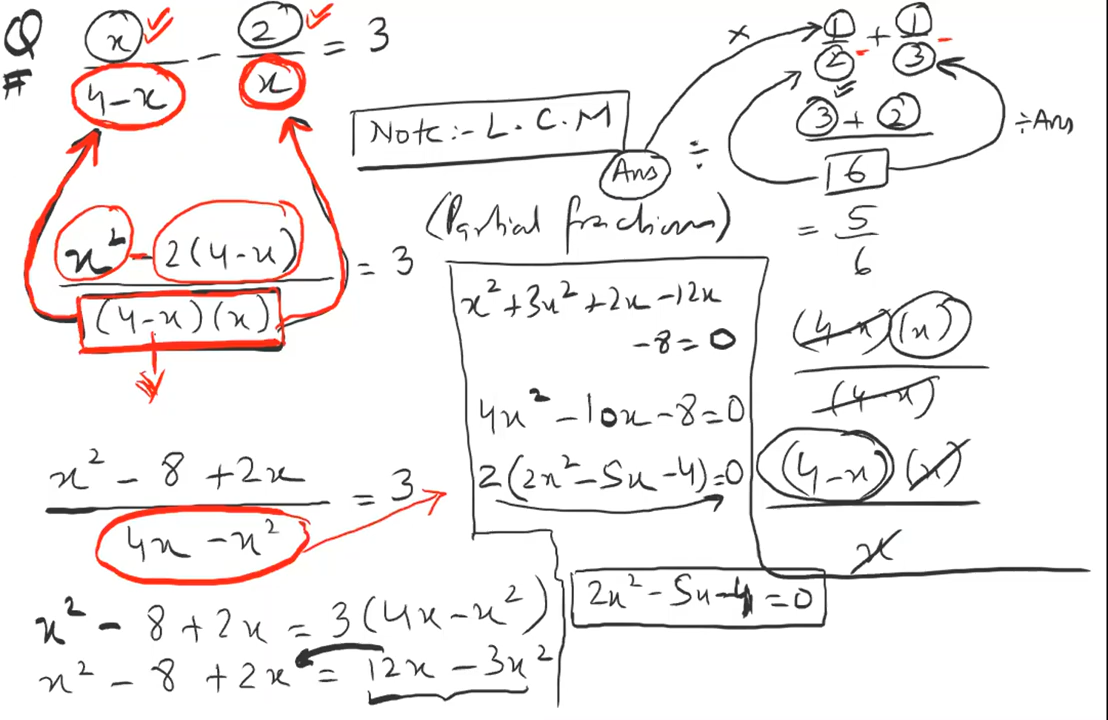 Q # x/(4-x) - 2/x = 3
(x² - 2(4-x))/((4-x)(x)) = 3
(x² - 8 + 2x)/(4x - x²) = 3
x² - 8 + 2x = 3(4x - x²)
x² - 8 + 2x = 12x - 3x²
Note:- L.C.M
Ans ÷
×
(Partial fractions)
x² + 3x² + 2x - 12x
-8 = 0
4x² - 10x - 8 = 0
2(2x² - 5x - 4) = 0
2x² - 5x - 4 = 0
1/2 + 1/3
(3 + 2)/6
÷Ans
= 5/6
(4-x)(x)/(4-x)
(4-x)(x)/x